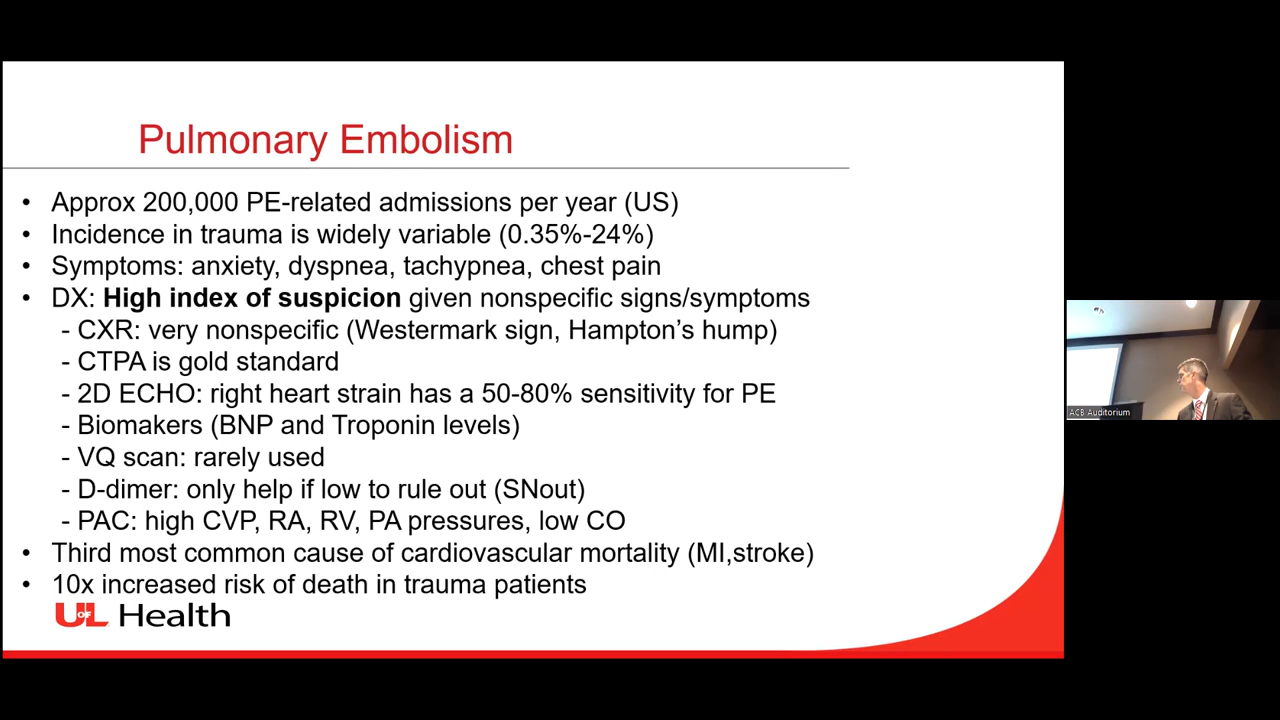 Pulmonary Embolism
• Approx 200,000 PE-related admissions per year (US)
• Incidence in trauma is widely variable (0.35%-24%)
• Symptoms: anxiety, dyspnea, tachypnea, chest pain
• DX: High index of suspicion given nonspecific signs/symptoms
- CXR: very nonspecific (Westermark sign, Hampton's hump)
- CTPA is gold standard
- 2D ECHO: right heart strain has a 50-80% sensitivity for PE
- Biomakers (BNP and Troponin levels)
- VQ scan: rarely used
- D-dimer: only help if low to rule out (SNout)
- PAC: high CVP, RA, RV, PA pressures, low CO
• Third most common cause of cardiovascular mortality (MI,stroke)
• 10x increased risk of death in trauma patients
UOFL Health
ACB Auditorium